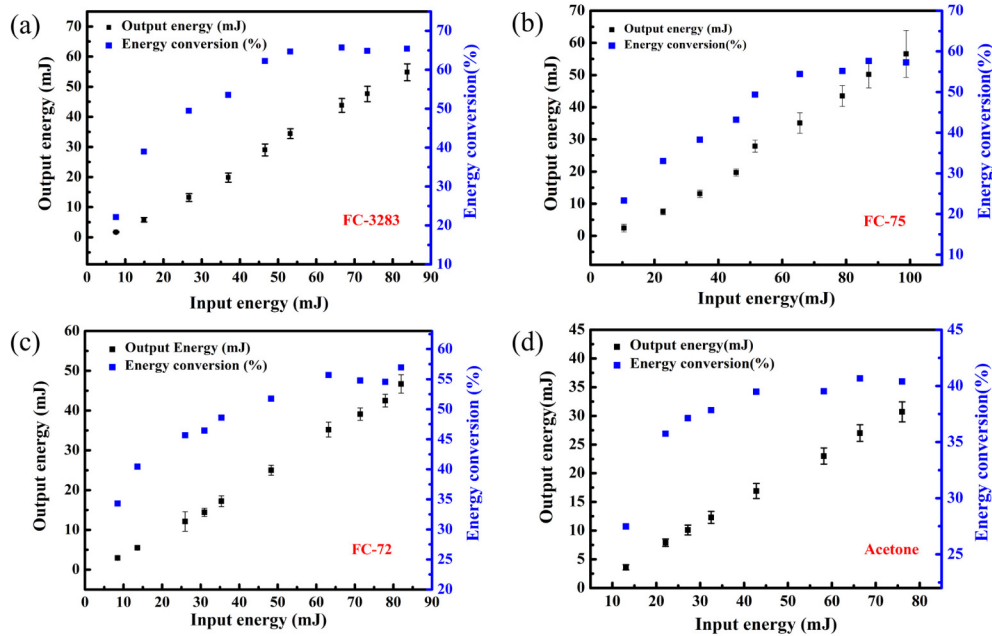 (a)
Output energy (mJ)
Energy conversion (%)
70
60
50
40
30
20
10
0
Output energy (mJ)
70
60
50
40
30
20
10
Energy conversion (%)
FC-3283
0 10 20 30 40 50 60 70 80 90
Input energy (mJ)
(b)
Output energy (mJ)
Energy conversion(%)
70
60
50
40
30
20
10
0
Output energy (mJ)
70
60
50
40
30
20
10
Energy conversion(%)
FC-75
0 20 40 60 80 100
Input energy(mJ)
(c)
Output Energy (mJ)
Energy conversion (%)
60
50
40
30
20
10
0
Output energy (mJ)
60
55
50
45
40
35
30
25
20
Energy conversion (%)
FC-72
0 10 20 30 40 50 60 70 80 90
Input energy (mJ)
(d)
Output energy(mJ)
Energy conversion(%)
45
40
35
30
25
20
15
10
5
0
Output energy(mJ)
45
40
35
30
25
Energy conversion(%)
Acetone
10 20 30 40 50 60 70 80
Input energy (mJ)